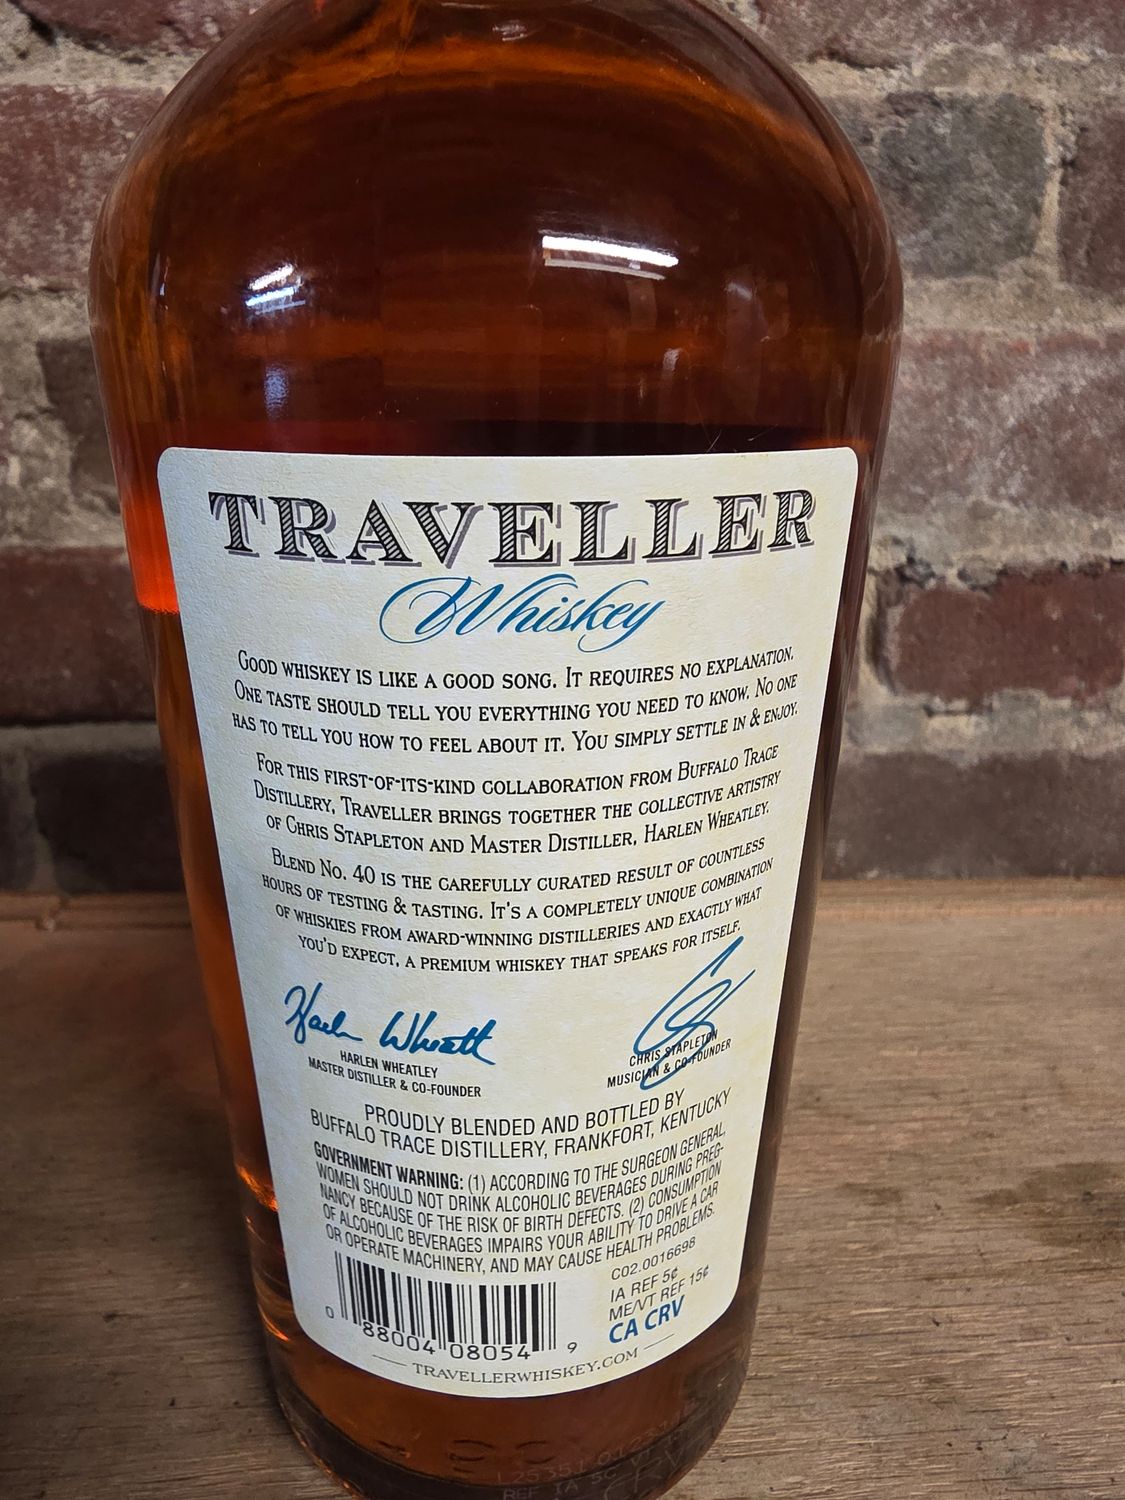 TRAVELLER
Whiskey
GOOD WHISKEY IS LIKE A GOOD SONG. IT REQUIRES NO EXPLANATION.
ONE TASTE SHOULD TELL YOU EVERYTHING YOU NEED TO KNOW. NO ONE
HAS TO TELL YOU HOW TO FEEL ABOUT IT. YOU SIMPLY SETTLE IN & ENJOY.
FOR THIS FIRST-OF-ITS-KIND COLLABORATION FROM BUFFALO TRACE
DISTILLERY, TRAVELLER BRINGS TOGETHER THE COLLECTIVE ARTISTRY
OF CHRIS STAPLETON AND MASTER DISTILLER, HARLEN WHEATLEY.
BLEND NO. 40 IS THE CAREFULLY CURATED RESULT OF COUNTLESS
HOURS OF TESTING & TASTING. IT'S A COMPLETELY UNIQUE COMBINATION
OF WHISKIES FROM AWARD-WINNING DISTILLERIES AND EXACTLY WHAT
YOU'D EXPECT, A PREMIUM WHISKEY THAT SPEAKS FOR ITSELF.
HARLEN WHEATLEY
MASTER DISTILLER & CO-FOUNDER
CHRIS STAPLETON
MUSICIAN & CO-FOUNDER
PROUDLY BLENDED AND BOTTLED BY
BUFFALO TRACE DISTILLERY, FRANKFORT, KENTUCKY
GOVERNMENT WARNING: (1) ACCORDING TO THE SURGEON GENERAL,
WOMEN SHOULD NOT DRINK ALCOHOLIC BEVERAGES DURING PREG-
NANCY BECAUSE OF THE RISK OF BIRTH DEFECTS. (2) CONSUMPTION
OF ALCOHOLIC BEVERAGES IMPAIRS YOUR ABILITY TO DRIVE A CAR
OR OPERATE MACHINERY, AND MAY CAUSE HEALTH PROBLEMS.
C02.0016698
IA REF 5¢
ME/VT REF 15¢
CA CRV
0 88004 08054 9
TRAVELLERWHISKEY.COM